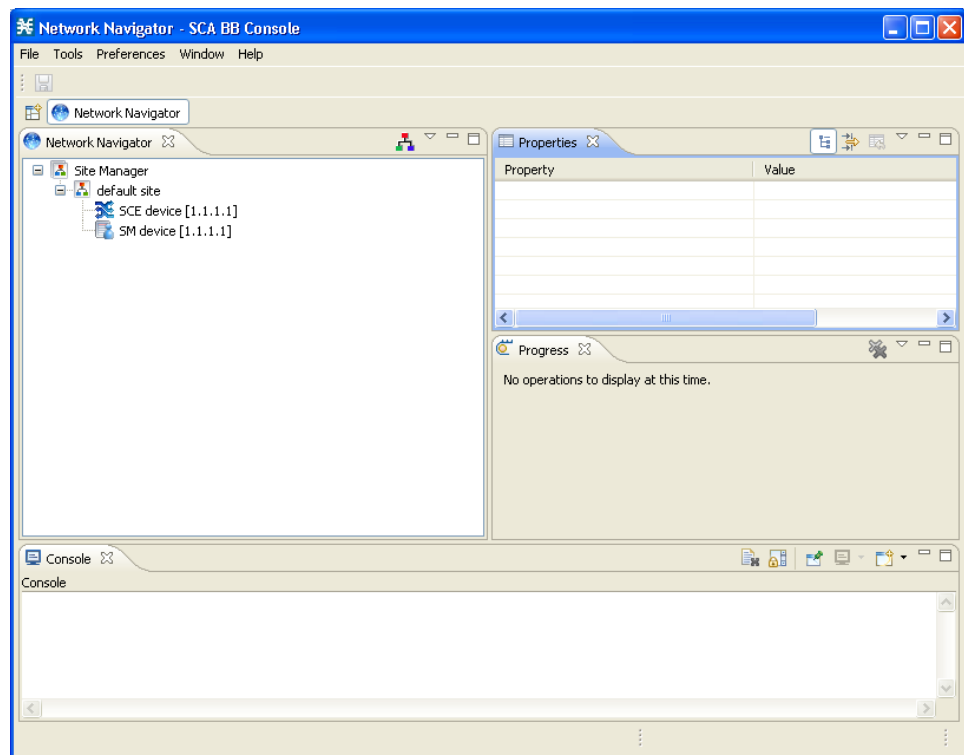 Network Navigator - SCA BB Console
File Tools Preferences Window Help
Network Navigator
Network Navigator
Site Manager
default site
SCE device [1.1.1.1]
SM device [1.1.1.1]
Properties
Property Value
Progress
No operations to display at this time.
Console
Console